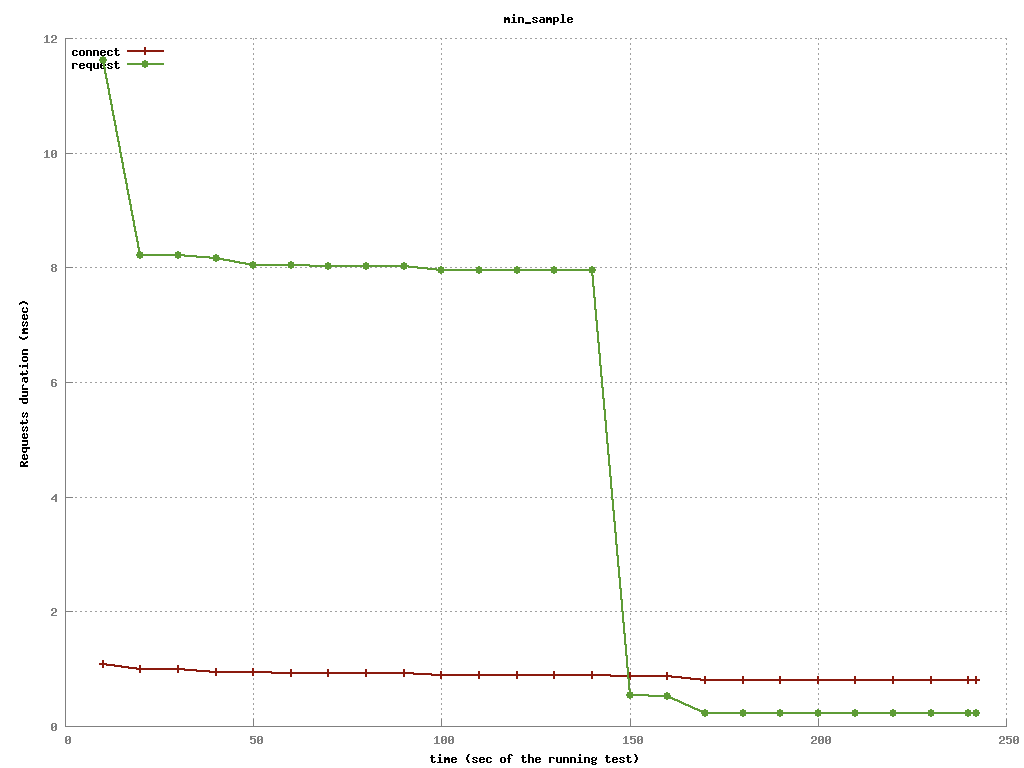 min_sample
connect
request
12
10
8
6
4
2
0
Requests duration (msec)
0 50 100 150 200 250
time (sec of the running test)